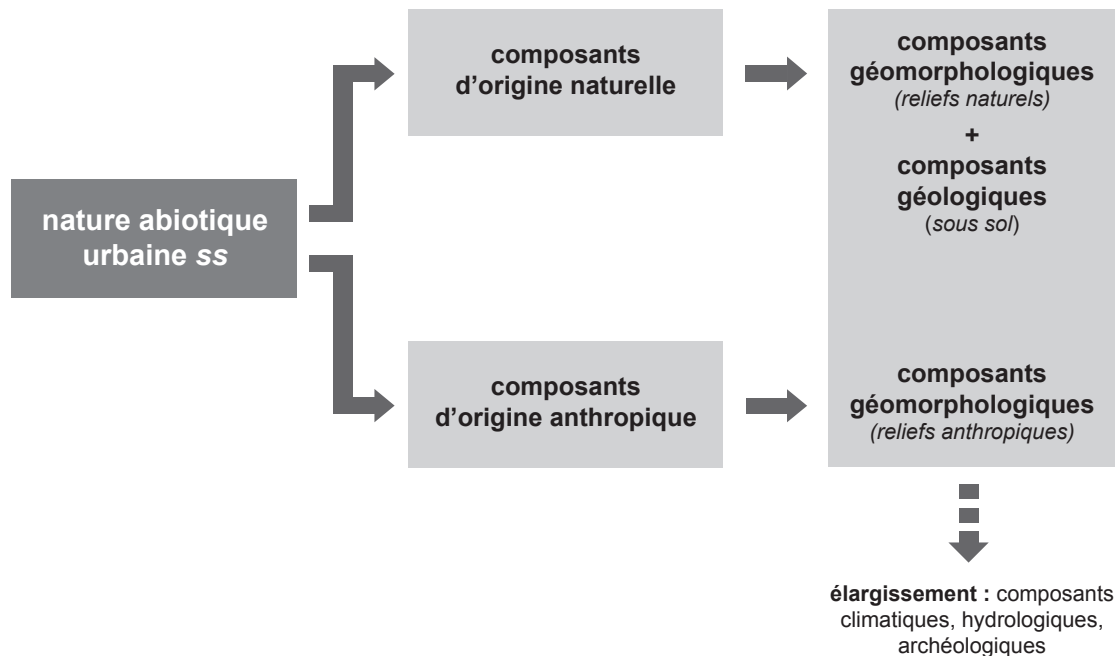 nature abiotique
urbaine ss
composants
d'origine naturelle
composants
géomorphologiques
(reliefs naturels)
+
composants
géologiques
(sous sol)
composants
d'origine anthropique
composants
géomorphologiques
(reliefs anthropiques)
élargissement : composants
climatiques, hydrologiques,
archéologiques